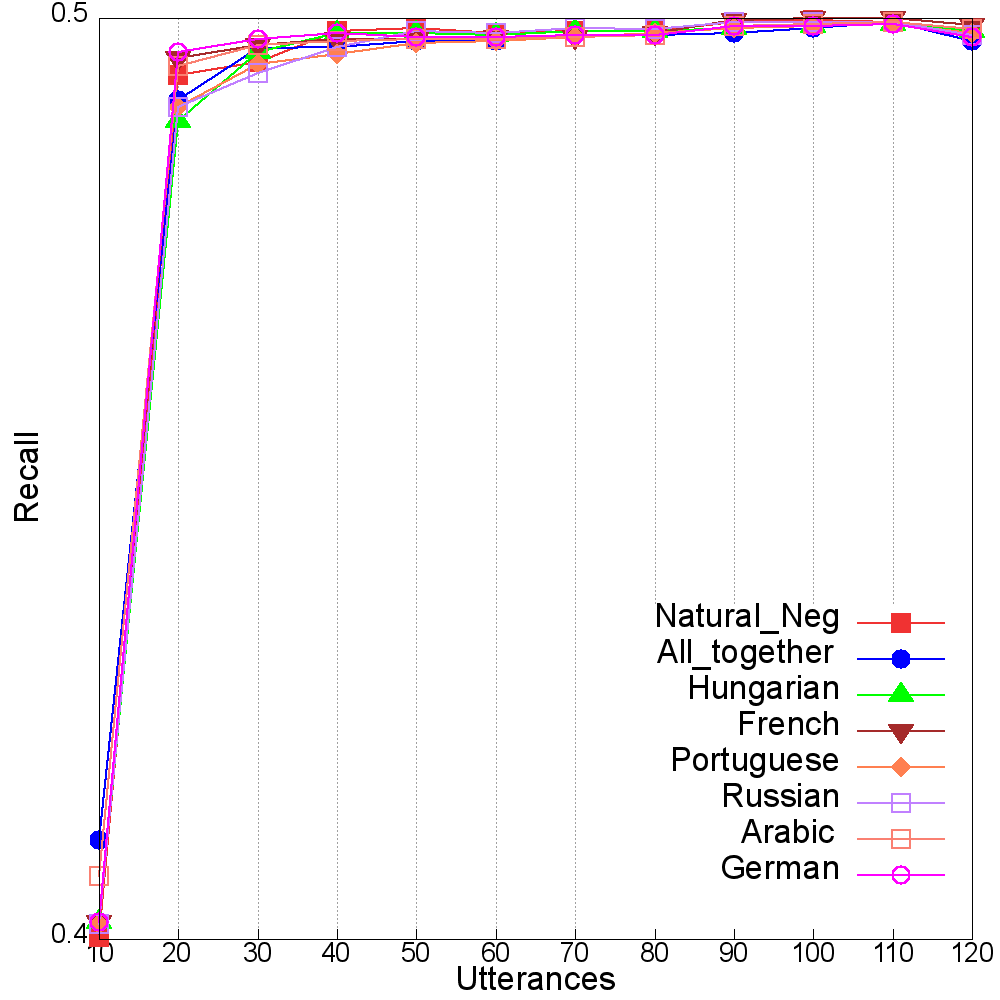 0.5
Recall
Natural_Neg
All_together
Hungarian
French
Portuguese
Russian
Arabic
German
0.4
10 20 30 40 50 60 70 80 90 100 110 120
Utterances